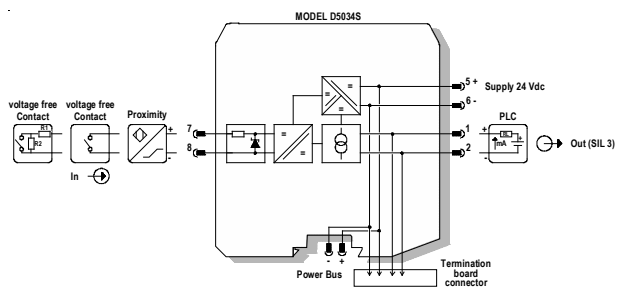 MODEL D5034S
5 +
Supply 24 Vdc
6 -
voltage free
Contact
voltage free
Contact
Proximity
PLC
R1
R2
+
-
7
8
=
=
=
=
=
1
2
+
-
RL
mA
+
Out (SIL 3)
In
- +
Power Bus
Termination
board
connector